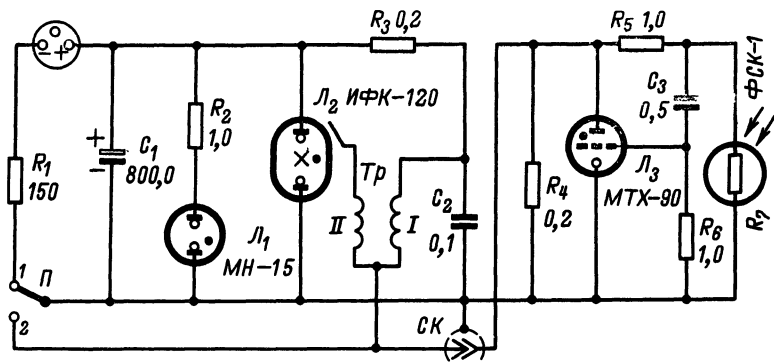 R₃ 0,2
R₅ 1,0
– +
ФСК-1
Л₂ ИФК-120
C₃
0,5
R₂
1,0
+
–
C₁
800,0
R₁
150
Тр
II
I
C₂
0,1
R₄
0,2
Л₃
МТХ-90
R₆
1,0
R₇
Л₁
МН-15
1
П
2
СК